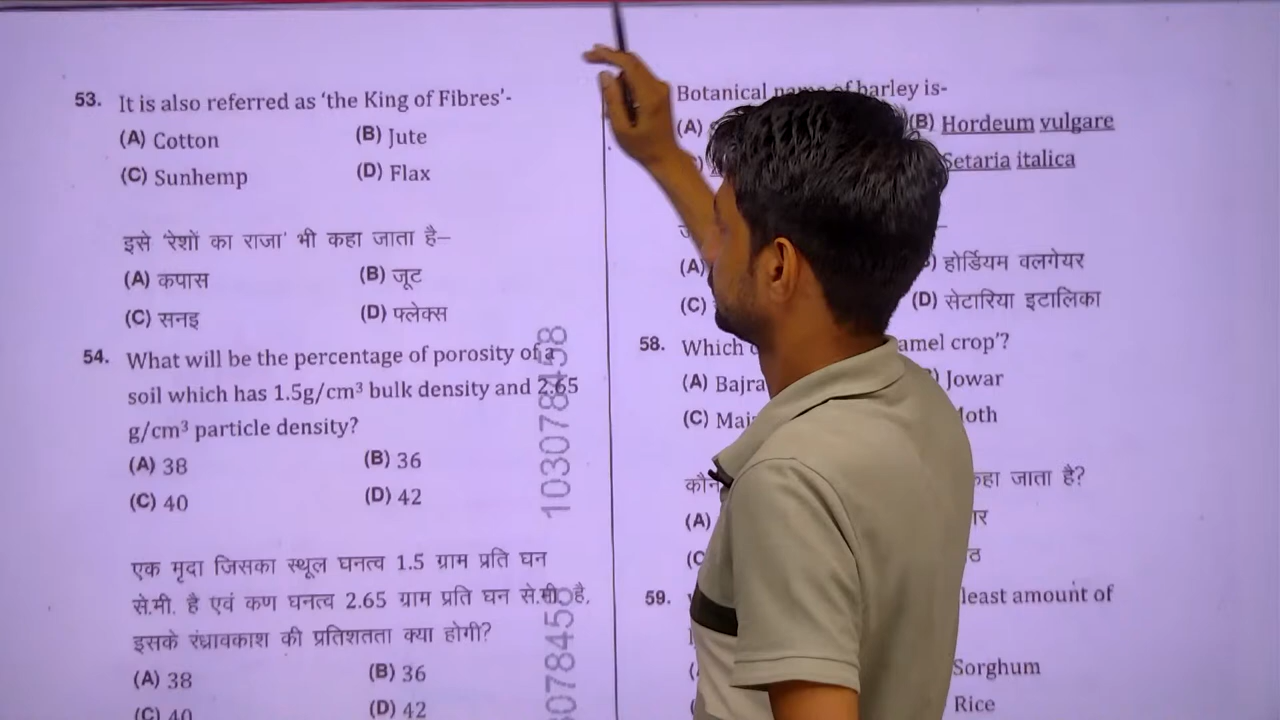 53. It is also referred as 'the King of Fibres'-
(A) Cotton (B) Jute
(C) Sunhemp (D) Flax
इसे 'रेशों का राजा' भी कहा जाता है–
(A) कपास (B) जूट
(C) सनइ (D) फ्लेक्स
54. What will be the percentage of porosity of a
soil which has 1.5g/cm³ bulk density and 2.65
g/cm³ particle density?
(A) 38 (B) 36
(C) 40 (D) 42
एक मृदा जिसका स्थूल घनत्व 1.5 ग्राम प्रति घन
से.मी. है एवं कण घनत्व 2.65 ग्राम प्रति घन से.मी. है,
इसके रंध्रावकाश की प्रतिशतता क्या होगी?
(A) 38 (B) 36
(C) 40 (D) 42
103078458
Botanical name of barley is-
(A) (B) Hordeum vulgare
Setaria italica
(A) होर्डियम वलगेयर
(C) (D) सेटारिया इटालिका
58. Which crop'?
(A) Bajra Jowar
(C) Moth
कहा जाता है?
(A)
59. least amount of
Sorghum
Rice